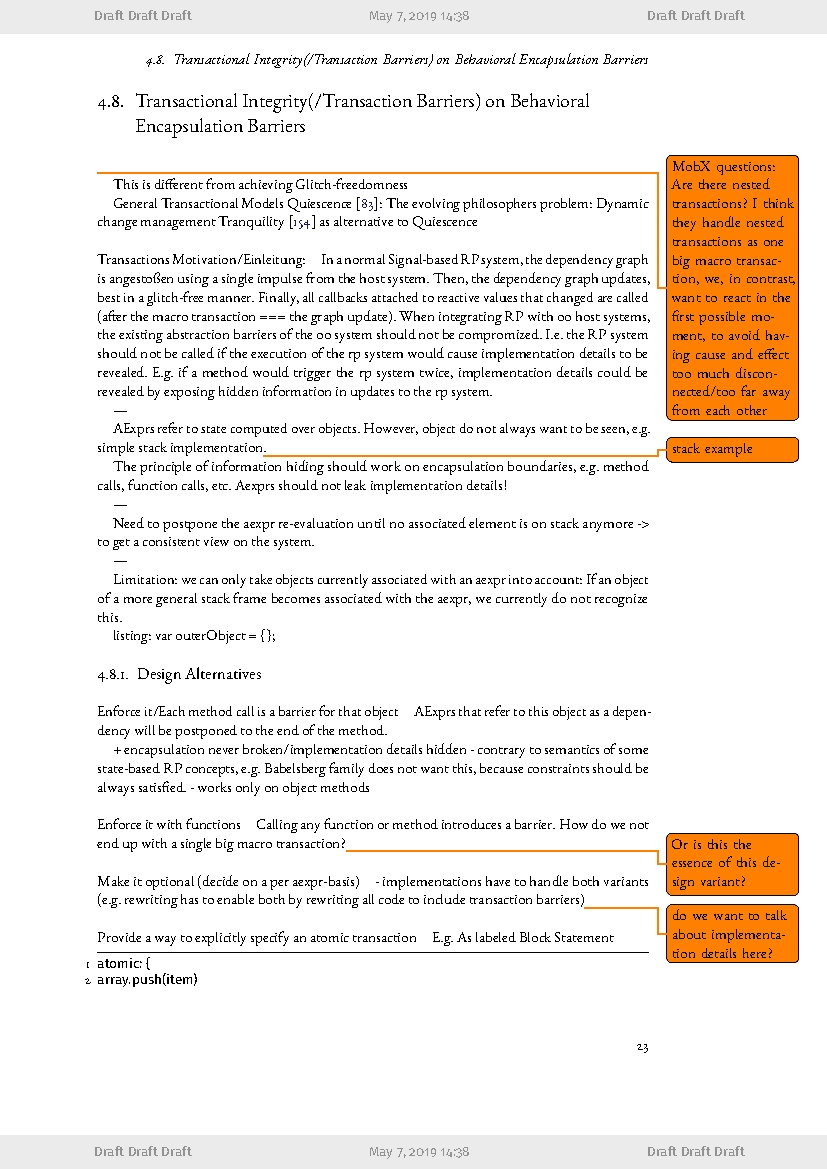 Draft Draft Draft May 7, 2019 14:38 Draft Draft Draft
4.8. Transactional Integrity(/Transaction Barriers) on Behavioral Encapsulation Barriers
4.8. Transactional Integrity(/Transaction Barriers) on Behavioral
Encapsulation Barriers
This is different from achieving Glitch-freedomness
General Transactional Models Quiescence [83]: The evolving philosophers problem: Dynamic
change management Tranquility [154] as alternative to Quiescence
Transactions Motivation/Einleitung: In a normal Signal-based RP system, the dependency graph
is angestoßen using a single impulse from the host system. Then, the dependency graph updates,
best in a glitch-free manner. Finally, all callbacks attached to reactive values that changed are called
(after the macro transaction === the graph update). When integrating RP with oo host systems,
the existing abstraction barriers of the oo system should not be compromized. I.e. the RP system
should not be called if the execution of the rp system would cause implementation details to be
revealed. E.g. if a method would trigger the rp system twice, implementation details could be
revealed by exposing hidden information in updates to the rp system.
—
AExprs refer to state computed over objects. However, object do not always want to be seen, e.g.
simple stack implementation.
The principle of information hiding should work on encapsulation boundaries, e.g. method
calls, function calls, etc. Aexprs should not leak implementation details!
—
Need to postpone the aexpr re-evaluation until no associated element is on stack anymore ->
to get a consistent view on the system.
—
Limitation: we can only take objects currently associated with an aexpr into account: If an object
of a more general stack frame becomes associated with the aexpr, we currently do not recognize
this.
listing: var outerObject = {};
4.8.1. Design Alternatives
Enforce it/Each method call is a barrier for that object AExprs that refer to this object as a depen-
dency will be postponed to the end of the method.
+ encapsulation never broken/implementation details hidden - contrary to semantics of some
state-based RP concepts, e.g. Babelsberg family does not want this, because constraints should be
always satisfied. - works only on object methods
Enforce it with functions Calling any function or method introduces a barrier. How do we not
end up with a single big macro transaction?
Make it optional (decide on a per aexpr-basis) - implementations have to handle both variants
(e.g. rewriting has to enable both by rewriting all code to include transaction barriers)
Provide a way to explicitly specify an atomic transaction E.g. As labeled Block Statement
1 atomic: {
2 array.push(item)
MobX questions:
Are there nested
transactions? I think
they handle nested
transactions as one
big macro transac-
tion, we, in contrast,
want to react in the
first possible mo-
ment, to avoid hav-
ing cause and effect
too much discon-
nected/too far away
from each other
stack example
Or is this the
essence of this de-
sign variant?
do we want to talk
about implementa-
tion details here?
23
Draft Draft Draft May 7, 2019 14:38 Draft Draft Draft